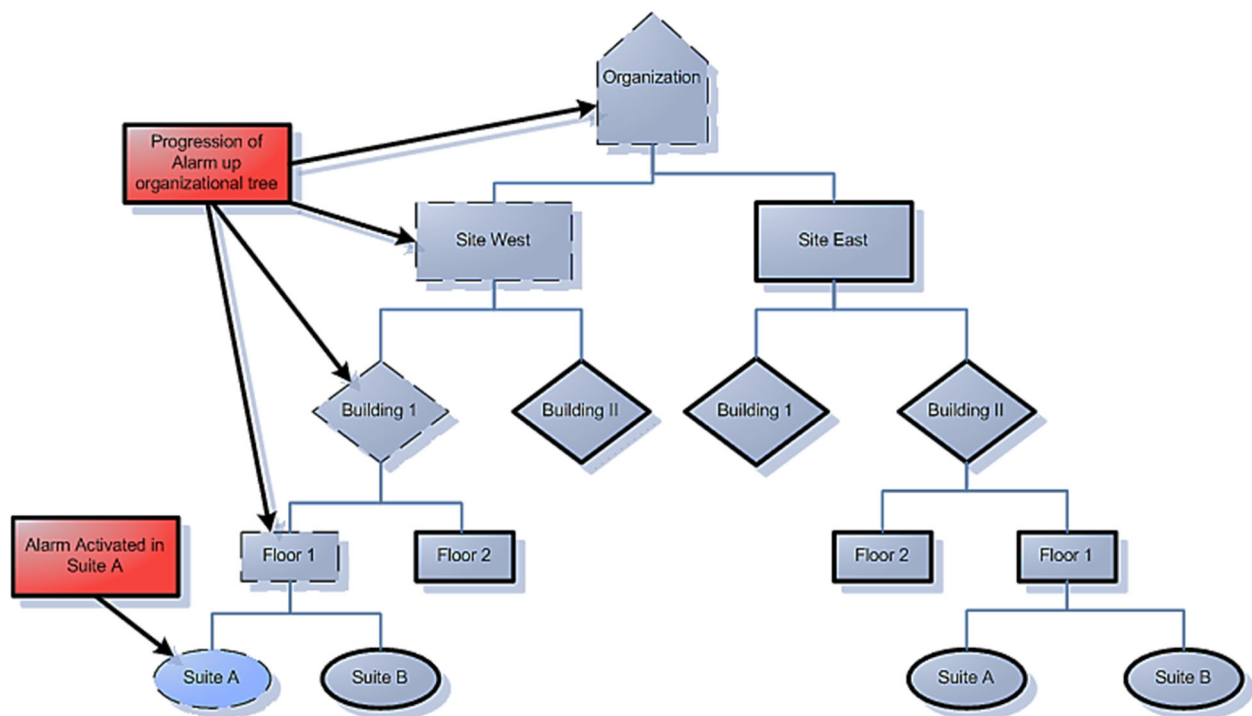 Organization
Progression of
Alarm up
organizational tree
Site West
Site East
Building 1
Building II
Building 1
Building II
Alarm Activated in
Suite A
Floor 1
Floor 2
Floor 2
Floor 1
Suite A
Suite B
Suite A
Suite B